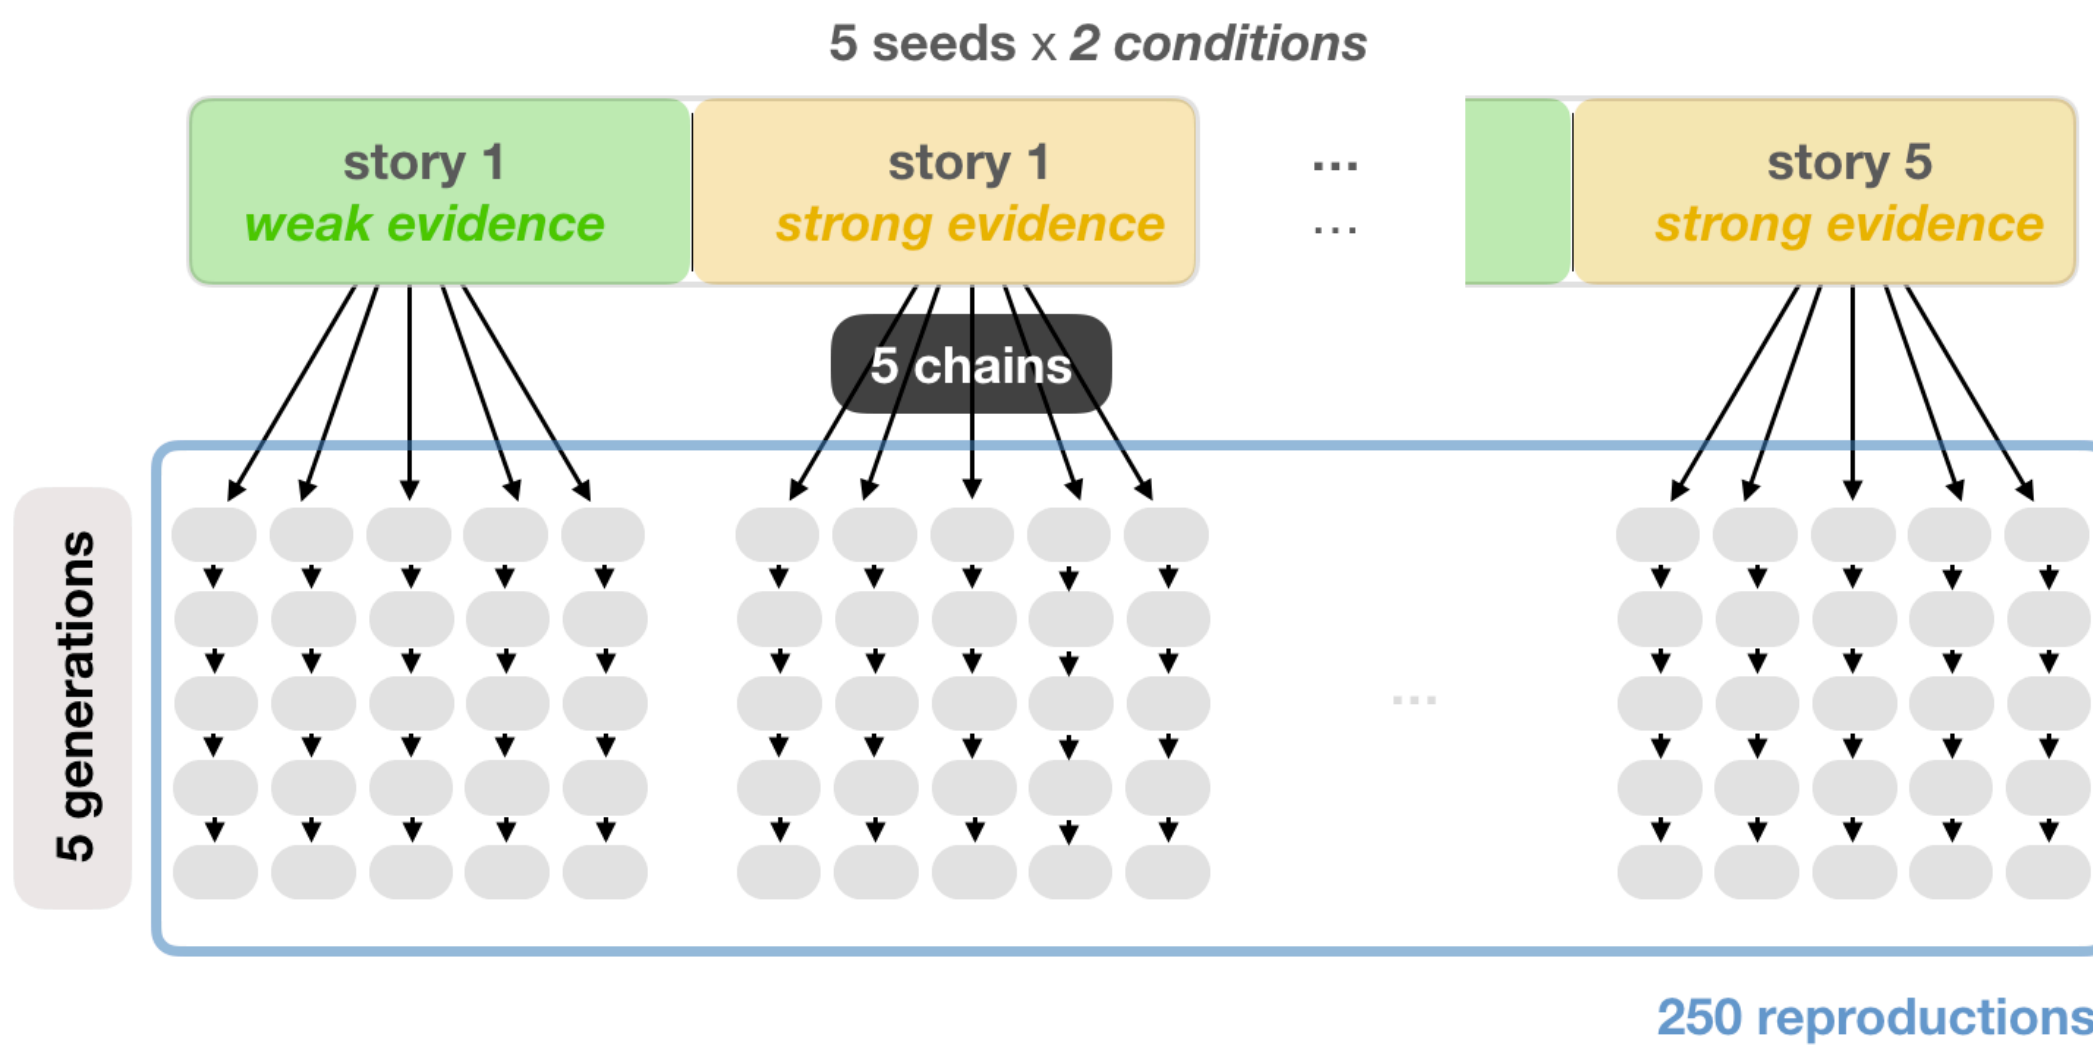 5 seeds x 2 conditions
story 1
weak evidence
story 1
strong evidence
...
...
story 5
strong evidence
5 chains
5 generations
...
250 reproductions